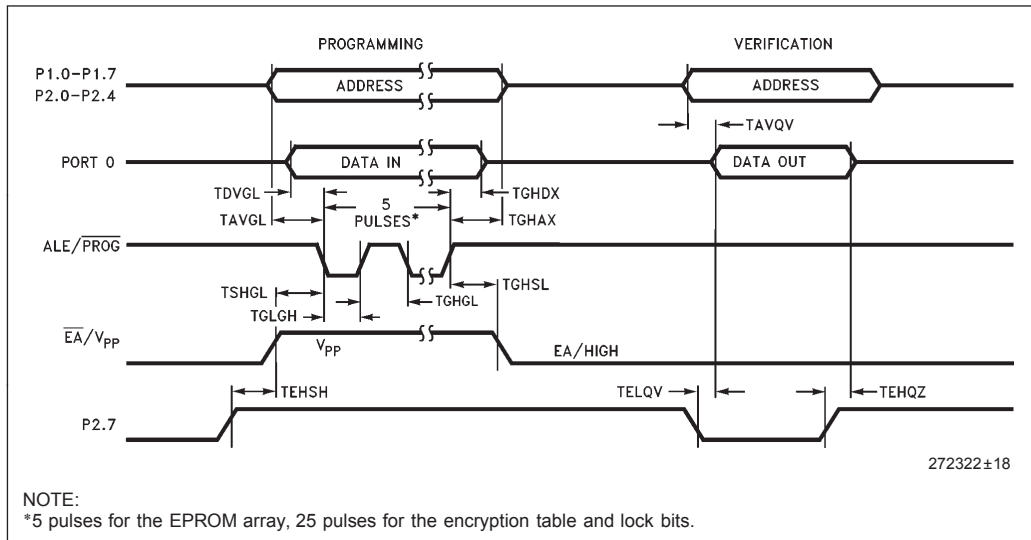 PROGRAMMING VERIFICATION
P1.0–P1.7
P2.0–P2.4
ADDRESS ADDRESS
TAVQV
PORT 0 DATA IN DATA OUT
TDVGL 5 TGHDX
TAVGL PULSES* TGHAX
ALE/PROG
TSHGL TGHGL TGHSL
TGLGH
EA/VPP VPP EA/HIGH
TEHSH TELQV TEHQZ
P2.7
272322±18
NOTE:
*5 pulses for the EPROM array, 25 pulses for the encryption table and lock bits.